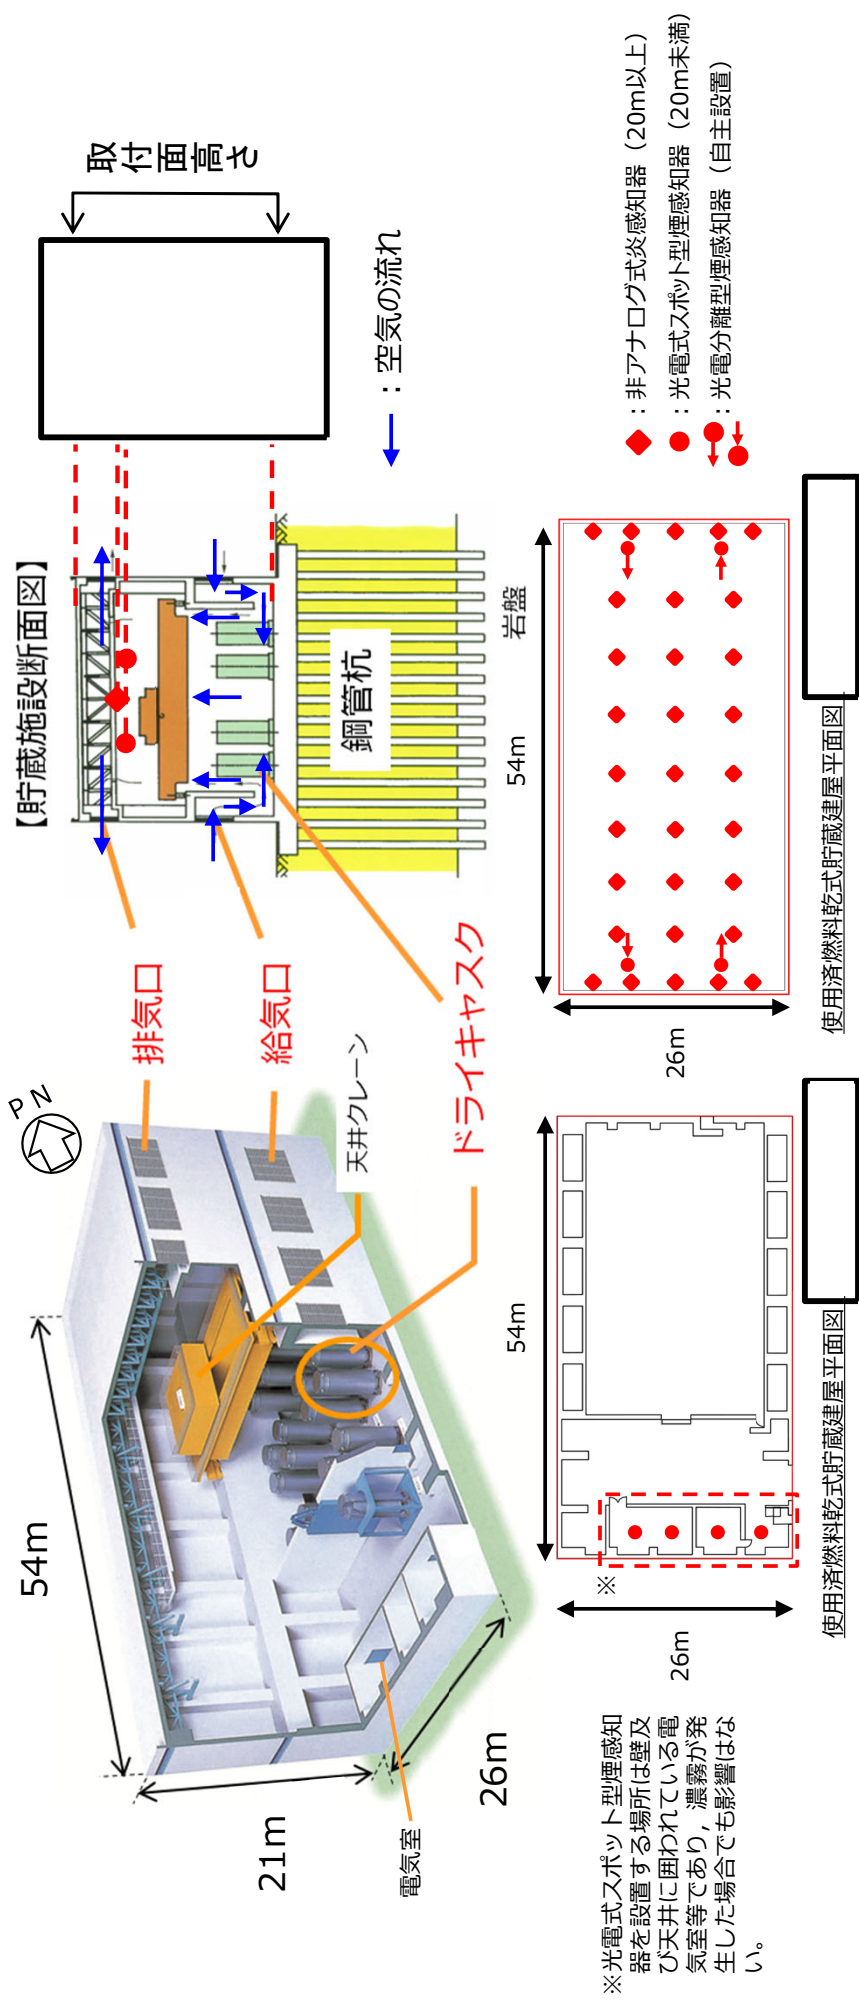 【貯蔵施設断面図】
取付面高さ
排気口
給気口
ドライキャスク
天井クレーン
PN
54m
21m
26m
電気室
鋼管杭
岩盤
：空気の流れ
：非アナログ式炎感知器（20m以上）
：光電式スポット型煙感知器（20m未満）
：光電分離型煙感知器（自主設置）
※光電式スポット型煙感知
器を設置する場所は壁及
び天井に囲われている電
気室等であり，濃霧が発
生した場合でも影響はな
い。
※
54m
26m
使用済燃料乾式貯蔵建屋平面図
54m
26m
使用済燃料乾式貯蔵建屋平面図